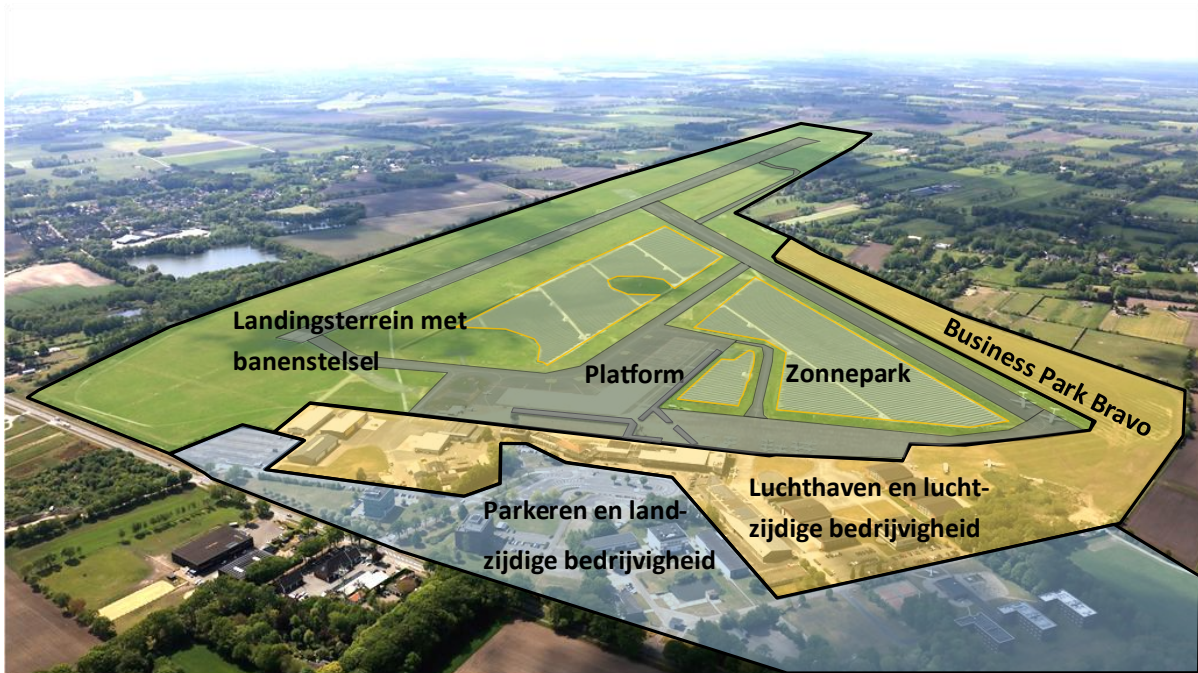 Landingsterrein met
banenstelsel
Platform
Zonnepark
Business Park Bravo
Parkeren en land-
zijdige bedrijvigheid
Luchthaven en lucht-
zijdige bedrijvigheid